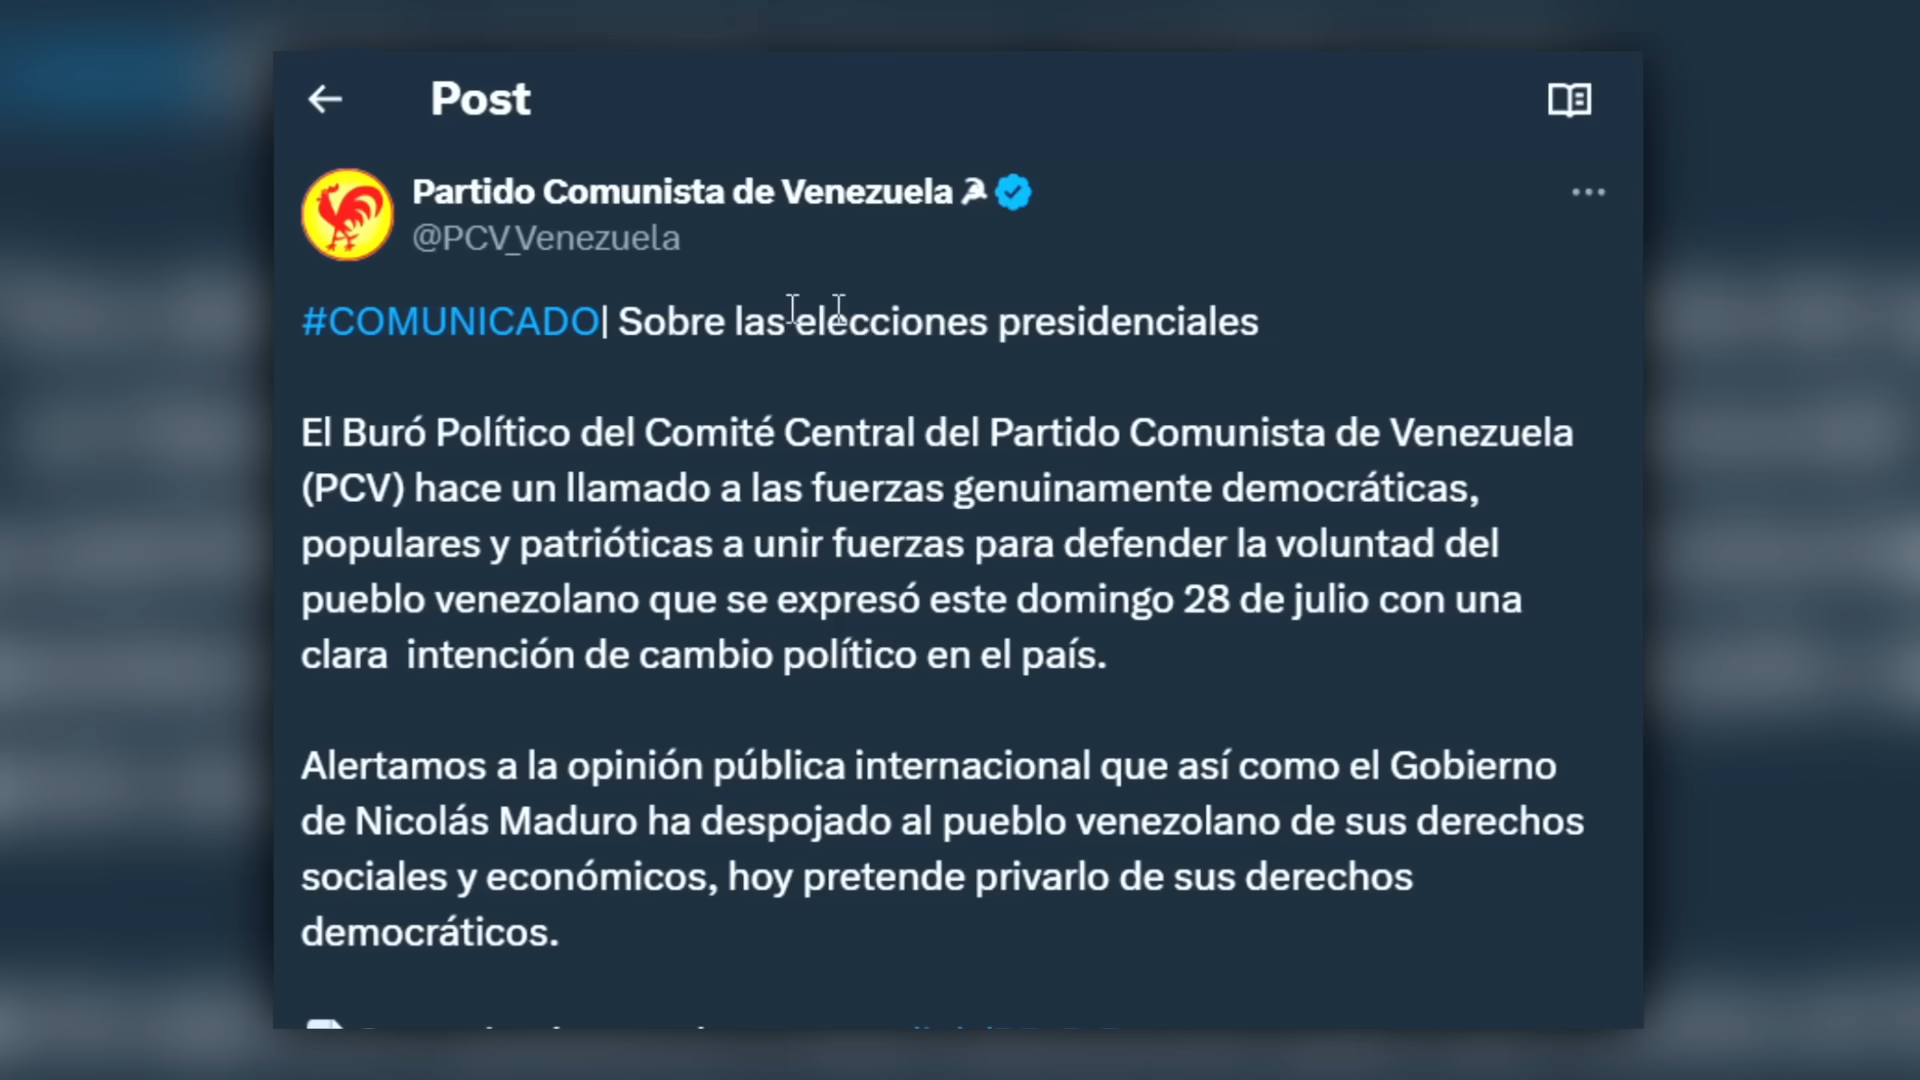 Post
Partido Comunista de Venezuela ☭
@PCV_Venezuela
#COMUNICADO| Sobre las elecciones presidenciales
El Buró Político del Comité Central del Partido Comunista de Venezuela
(PCV) hace un llamado a las fuerzas genuinamente democráticas,
populares y patrióticas a unir fuerzas para defender la voluntad del
pueblo venezolano que se expresó este domingo 28 de julio con una
clara  intención de cambio político en el país.
Alertamos a la opinión pública internacional que así como el Gobierno
de Nicolás Maduro ha despojado al pueblo venezolano de sus derechos
sociales y económicos, hoy pretende privarlo de sus derechos
democráticos.